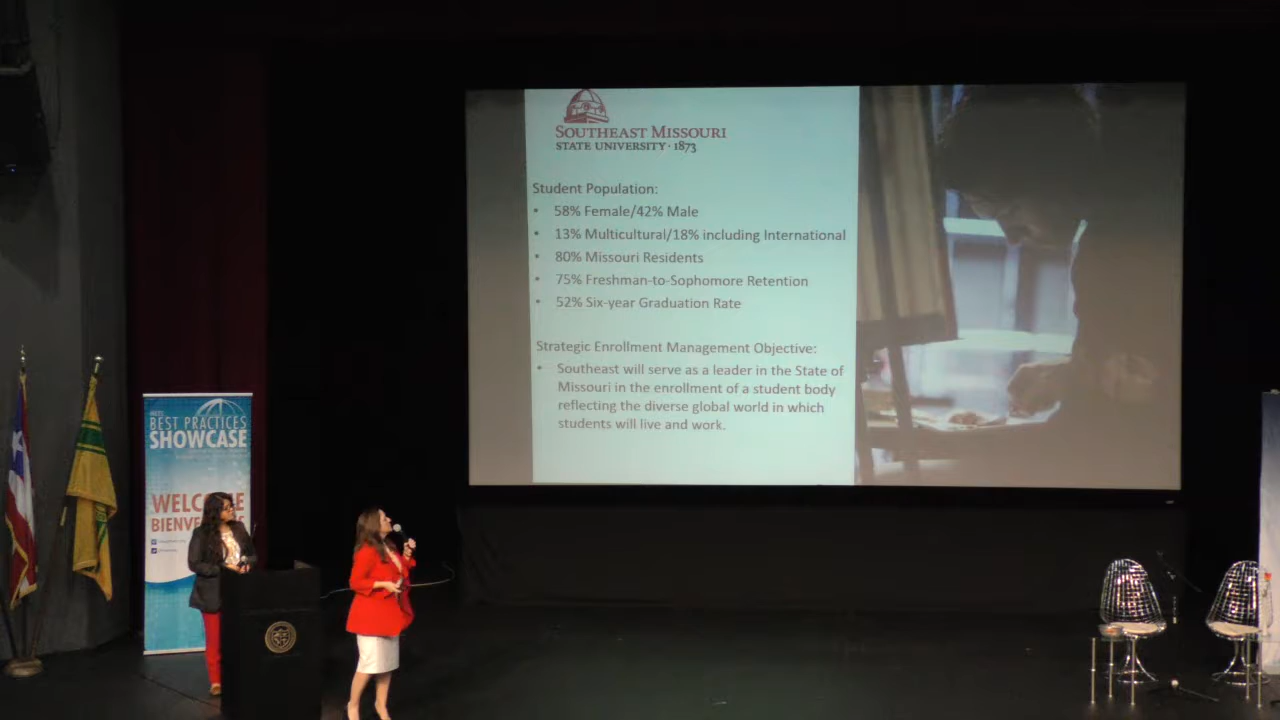 SOUTHEAST MISSOURI
STATE UNIVERSITY · 1873
Student Population:
• 58% Female/42% Male
• 13% Multicultural/18% including International
• 80% Missouri Residents
• 75% Freshman-to-Sophomore Retention
• 52% Six-year Graduation Rate
Strategic Enrollment Management Objective:
• Southeast will serve as a leader in the State of
Missouri in the enrollment of a student body
reflecting the diverse global world in which
students will live and work.
BEST PRACTICES
SHOWCASE